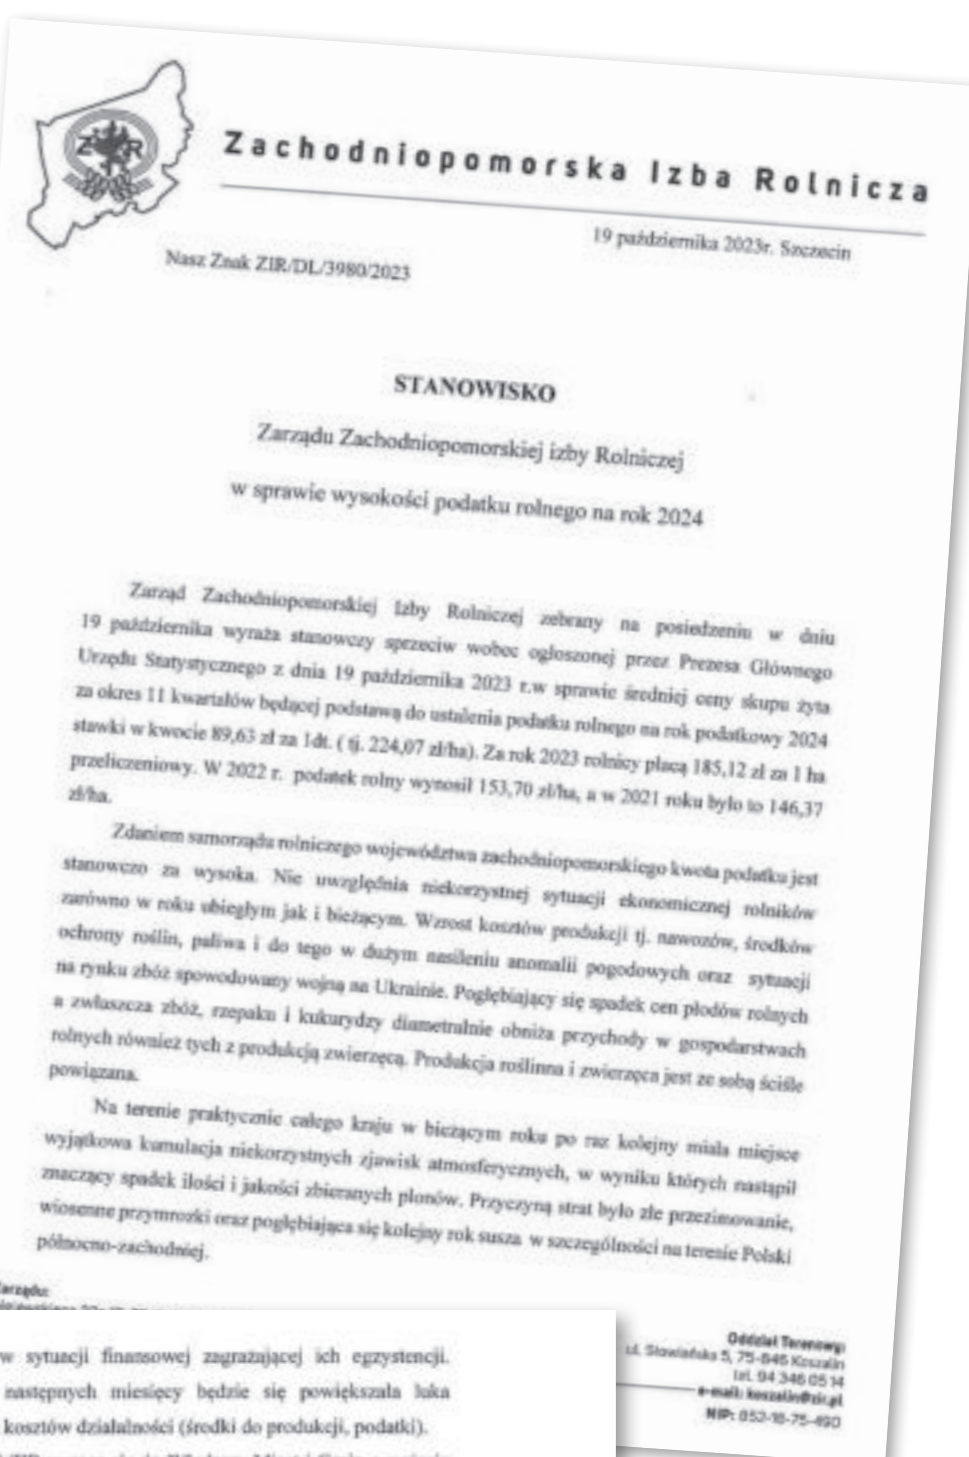 Z R
Zachodniopomorska Izba Rolnicza
19 października 2023r. Szczecin
Nasz Znak ZIR/DL/3980/2023
STANOWISKO
Zarządu Zachodniopomorskiej izby Rolniczej
w sprawie wysokości podatku rolnego na rok 2024
Zarząd Zachodniopomorskiej Izby Rolniczej zebrany na posiedzeniu w dniu
19 października wyraża stanowczy sprzeciw wobec ogłoszonej przez Prezesa Głównego
Urzędu Statystycznego z dnia 19 października 2023 r.w sprawie średniej ceny skupu żyta
za okres 11 kwartałów będącej podstawą do ustalenia podatku rolnego na rok podatkowy 2024
stawki w kwocie 89,63 zł za 1dt. ( tj. 224,07 zł/ha). Za rok 2023 rolnicy płacą 185,12 zł za 1 ha
przeliczeniowy. W 2022 r. podatek rolny wynosił 153,70 zł/ha, a w 2021 roku było to 146,37
zł/ha.
Zdaniem samorządu rolniczego województwa zachodniopomorskiego kwota podatku jest
stanowczo za wysoka. Nie uwzględnia niekorzystnej sytuacji ekonomicznej rolników
zarówno w roku ubiegłym jak i bieżącym. Wzrost kosztów produkcji tj. nawozów, środków
ochrony roślin, paliwa i do tego w dużym nasileniu anomalii pogodowych oraz sytuacji
na rynku zbóż spowodowany wojną na Ukrainie. Pogłębiający się spadek cen płodów rolnych
a zwłaszcza zbóż, rzepaku i kukurydzy diametralnie obniża przychody w gospodarstwach
rolnych również tych z produkcją zwierzęcą. Produkcja roślinna i zwierzęca jest ze sobą ściśle
powiązana.
Na terenie praktycznie całego kraju w bieżącym roku po raz kolejny miała miejsce
wyjątkowa kumulacja niekorzystnych zjawisk atmosferycznych, w wyniku których nastąpił
znaczący spadek ilości i jakości zbieranych plonów. Przyczyną strat było złe przezimowanie,
wiosenne przymrozki oraz pogłębiająca się kolejny rok susza w szczególności na terenie Polski
północno-zachodniej.
arządu:
Oddział Terenowy:
ul. Słowiańska 5, 75-846 Koszalin
tel. 94 346 05 14
e-mail: koszalin@zir.pl
NIP: 852-18-75-490
w sytuacji finansowej zagrażającej ich egzystencji.
następnych miesięcy będzie się powiększała luka
kosztów działalności (środki do produkcji, podatki).